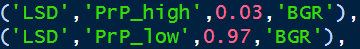 ('LSD','PrP_high',0.03,'BGR'),
('LSD','PrP_low',0.97,'BGR'),